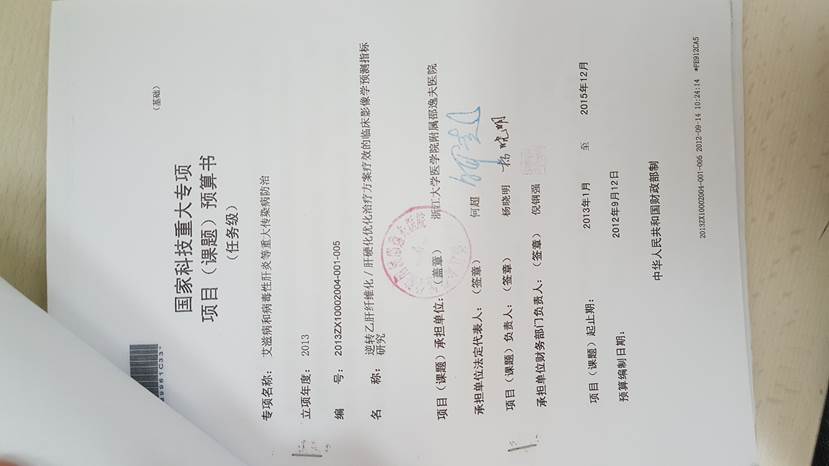 (基础)
国家科技重大专项
项目（课题）预算书
（任务级）
专项名称： 艾滋病和病毒性肝炎等重大传染病防治
立项年度： 2013
编 号： 2013ZX10002004-001-005
名 称： 逆转乙肝纤维化/肝硬化优化治疗方案疗效的临床影像学预测指标
研究
项目（课题）承担单位：（盖章） 浙江大学医学院附属邵逸夫医院
承担单位法定代表人：（签章） 何超
项目（课题）负责人：（签章） 杨晓明 杨晓明
承担单位财务部门负责人：（签章） 倪钢强
项目（课题）起止期： 2013年1月 至 2015年12月
预算编制日期： 2012年9月12日
中华人民共和国财政部制
2013ZX10002004-001-005 2012-09-14 10:24:14 *FE912CA5